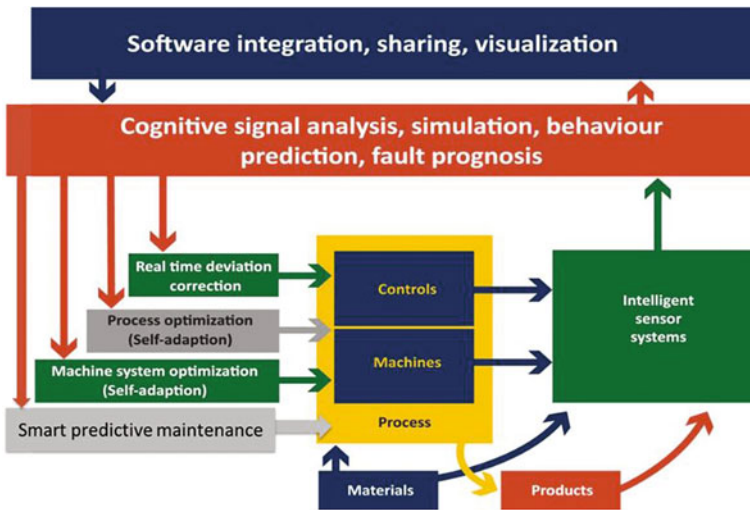 Software integration, sharing, visualization
Cognitive signal analysis, simulation, behaviour
prediction, fault prognosis
Real time deviation
correction
Process optimization
(Self-adaption)
Machine system optimization
(Self-adaption)
Smart predictive maintenance
Controls
Machines
Process
Intelligent
sensor
systems
Materials
Products